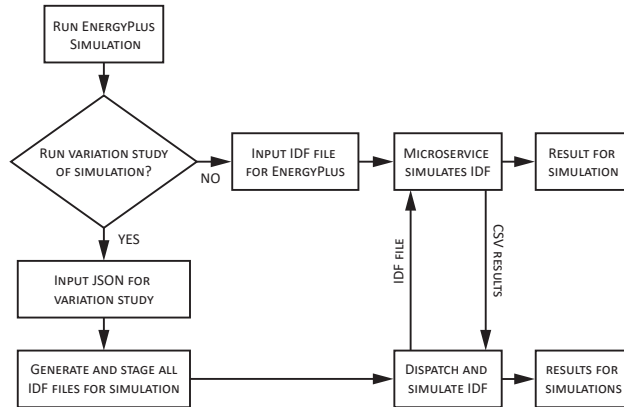 Run EnergyPlus
Simulation
Run variation study
of simulation?
NO
Input IDF file
for EnergyPlus
Microservice
simulates IDF
Result for
simulation
YES
IDF file
CSV results
Input JSON for
variation study
Generate and stage all
IDF files for simulation
Dispatch and
simulate IDF
results for
simulations